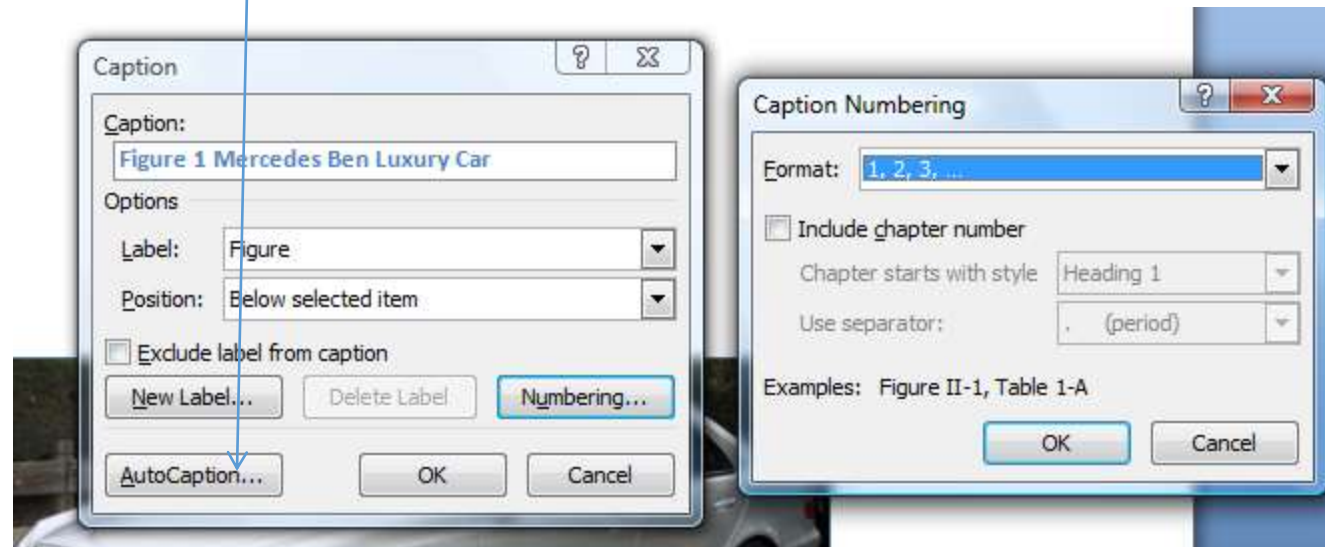 Caption
Caption:
Figure 1 Mercedes Ben Luxury Car
Options
Label: Figure
Position: Below selected item
Exclude label from caption
New Label... Delete Label Numbering...
AutoCaption... OK Cancel
Caption Numbering
Format: 1, 2, 3, ...
Include chapter number
Chapter starts with style Heading 1
Use separator: . (period)
Examples: Figure II-1, Table 1-A
OK Cancel